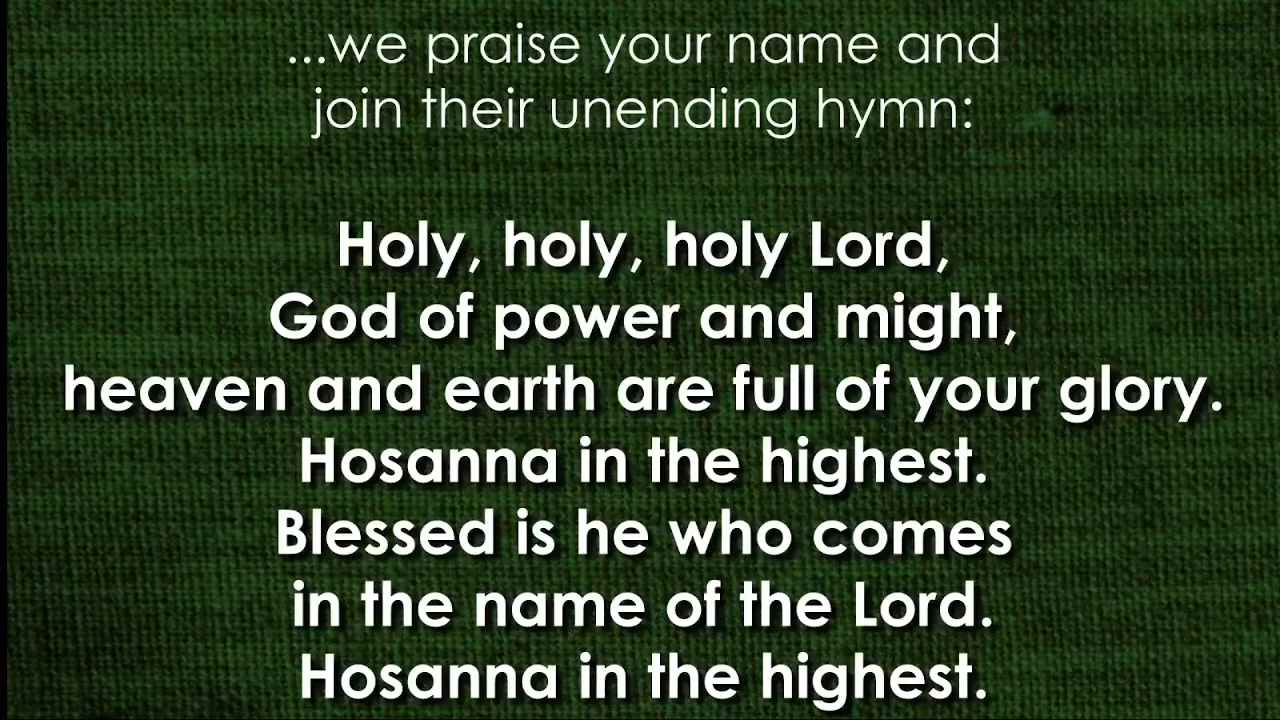 ...we praise your name and
join their unending hymn:
Holy, holy, holy Lord,
God of power and might,
heaven and earth are full of your glory.
Hosanna in the highest.
Blessed is he who comes
in the name of the Lord.
Hosanna in the highest.